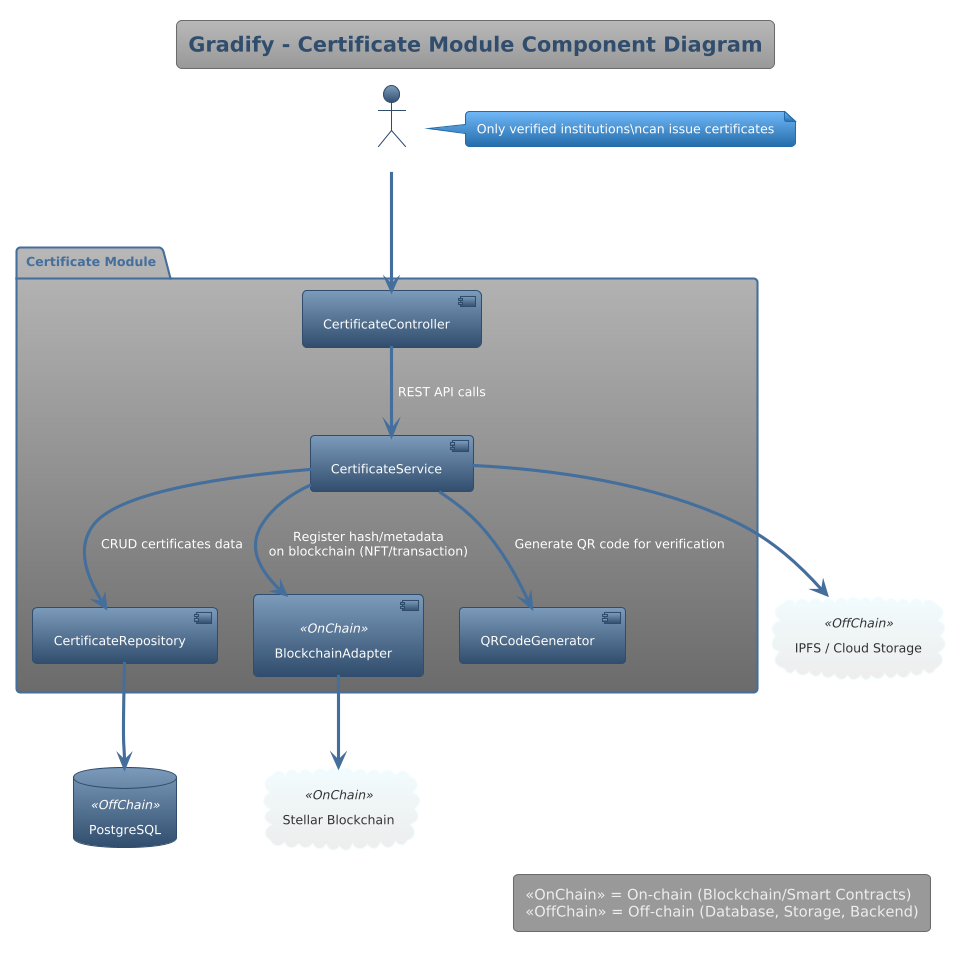 Gradify - Certificate Module Component Diagram
Only verified institutions\ncan issue certificates
Certificate Module
CertificateController
REST API calls
CertificateService
CRUD certificates data
Register hash/metadata
on blockchain (NFT/transaction)
Generate QR code for verification
CertificateRepository
«OnChain»
BlockchainAdapter
QRCodeGenerator
«OffChain»
IPFS / Cloud Storage
«OffChain»
PostgreSQL
«OnChain»
Stellar Blockchain
«OnChain» = On-chain (Blockchain/Smart Contracts)
«OffChain» = Off-chain (Database, Storage, Backend)